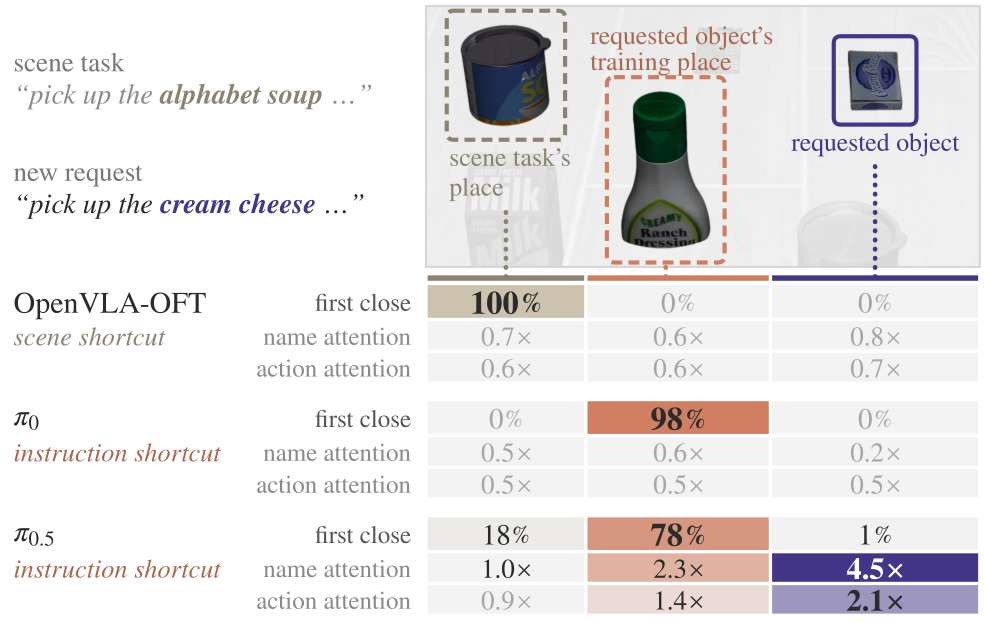 scene task
“pick up the alphabet soup …”
new request
“pick up the cream cheese …”
requested object’s
training place
requested object
scene task’s
place
SO
Milk
CREAMY
Ranch
Dressing
OpenVLA-OFT
scene shortcut
first close 100% 0% 0%
name attention 0.7× 0.6× 0.8×
action attention 0.6× 0.6× 0.7×
π0
instruction shortcut
first close 0% 98% 0%
name attention 0.5× 0.6× 0.2×
action attention 0.5× 0.5× 0.5×
π0.5
instruction shortcut
first close 18% 78% 1%
name attention 1.0× 2.3× 4.5×
action attention 0.9× 1.4× 2.1×